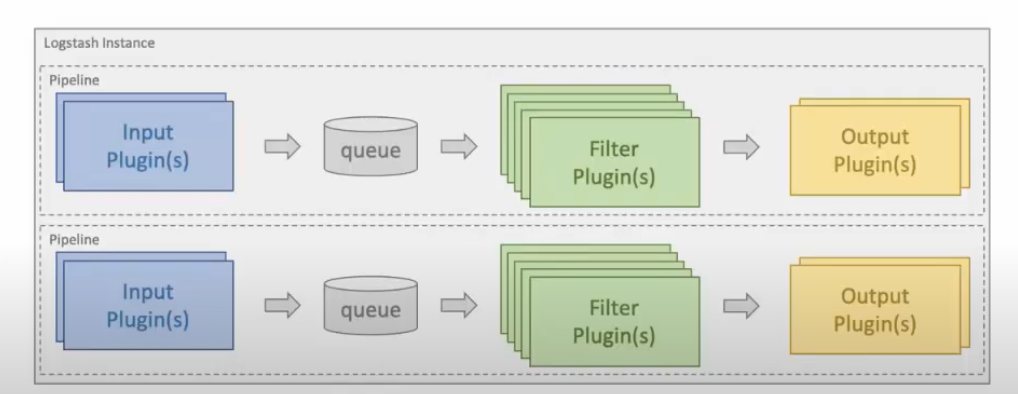 Logstash Instance
Pipeline
Input
Plugin(s)
queue
Filter
Plugin(s)
Output
Plugin(s)
Pipeline
Input
Plugin(s)
queue
Filter
Plugin(s)
Output
Plugin(s)